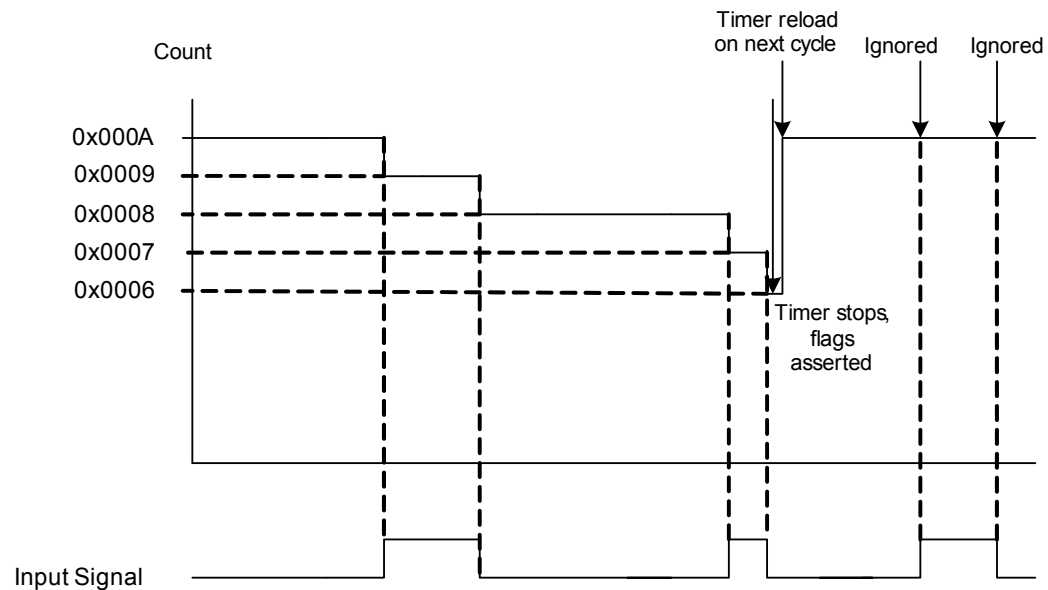 Timer reload
on next cycle
Ignored
Ignored
Count
0x000A
0x0009
0x0008
0x0007
0x0006
Timer stops,
flags
asserted
Input Signal